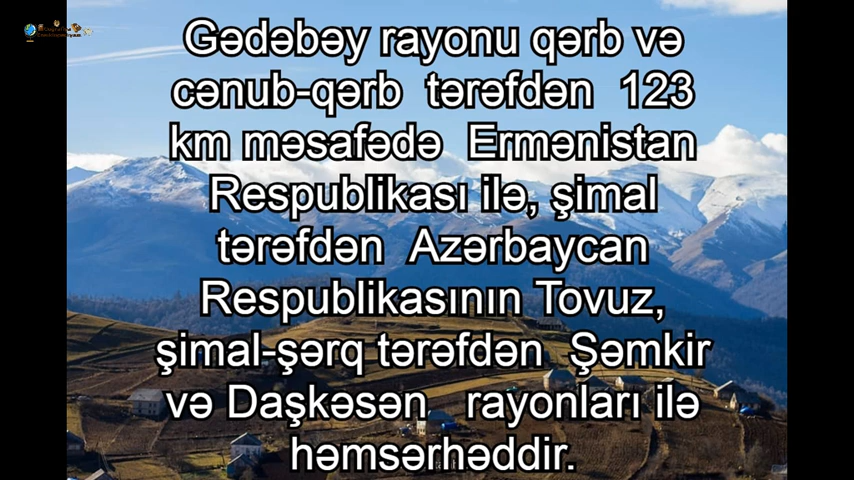 Gədəbəy rayonu qərb və
cənub-qərb tərəfdən 123
km məsafədə Ermənistan
Respublikası ilə, şimal
tərəfdən Azərbaycan
Respublikasının Tovuz,
şimal-şərq tərəfdən Şəmkir
və Daşkəsən rayonları ilə
həmsərhəddir.